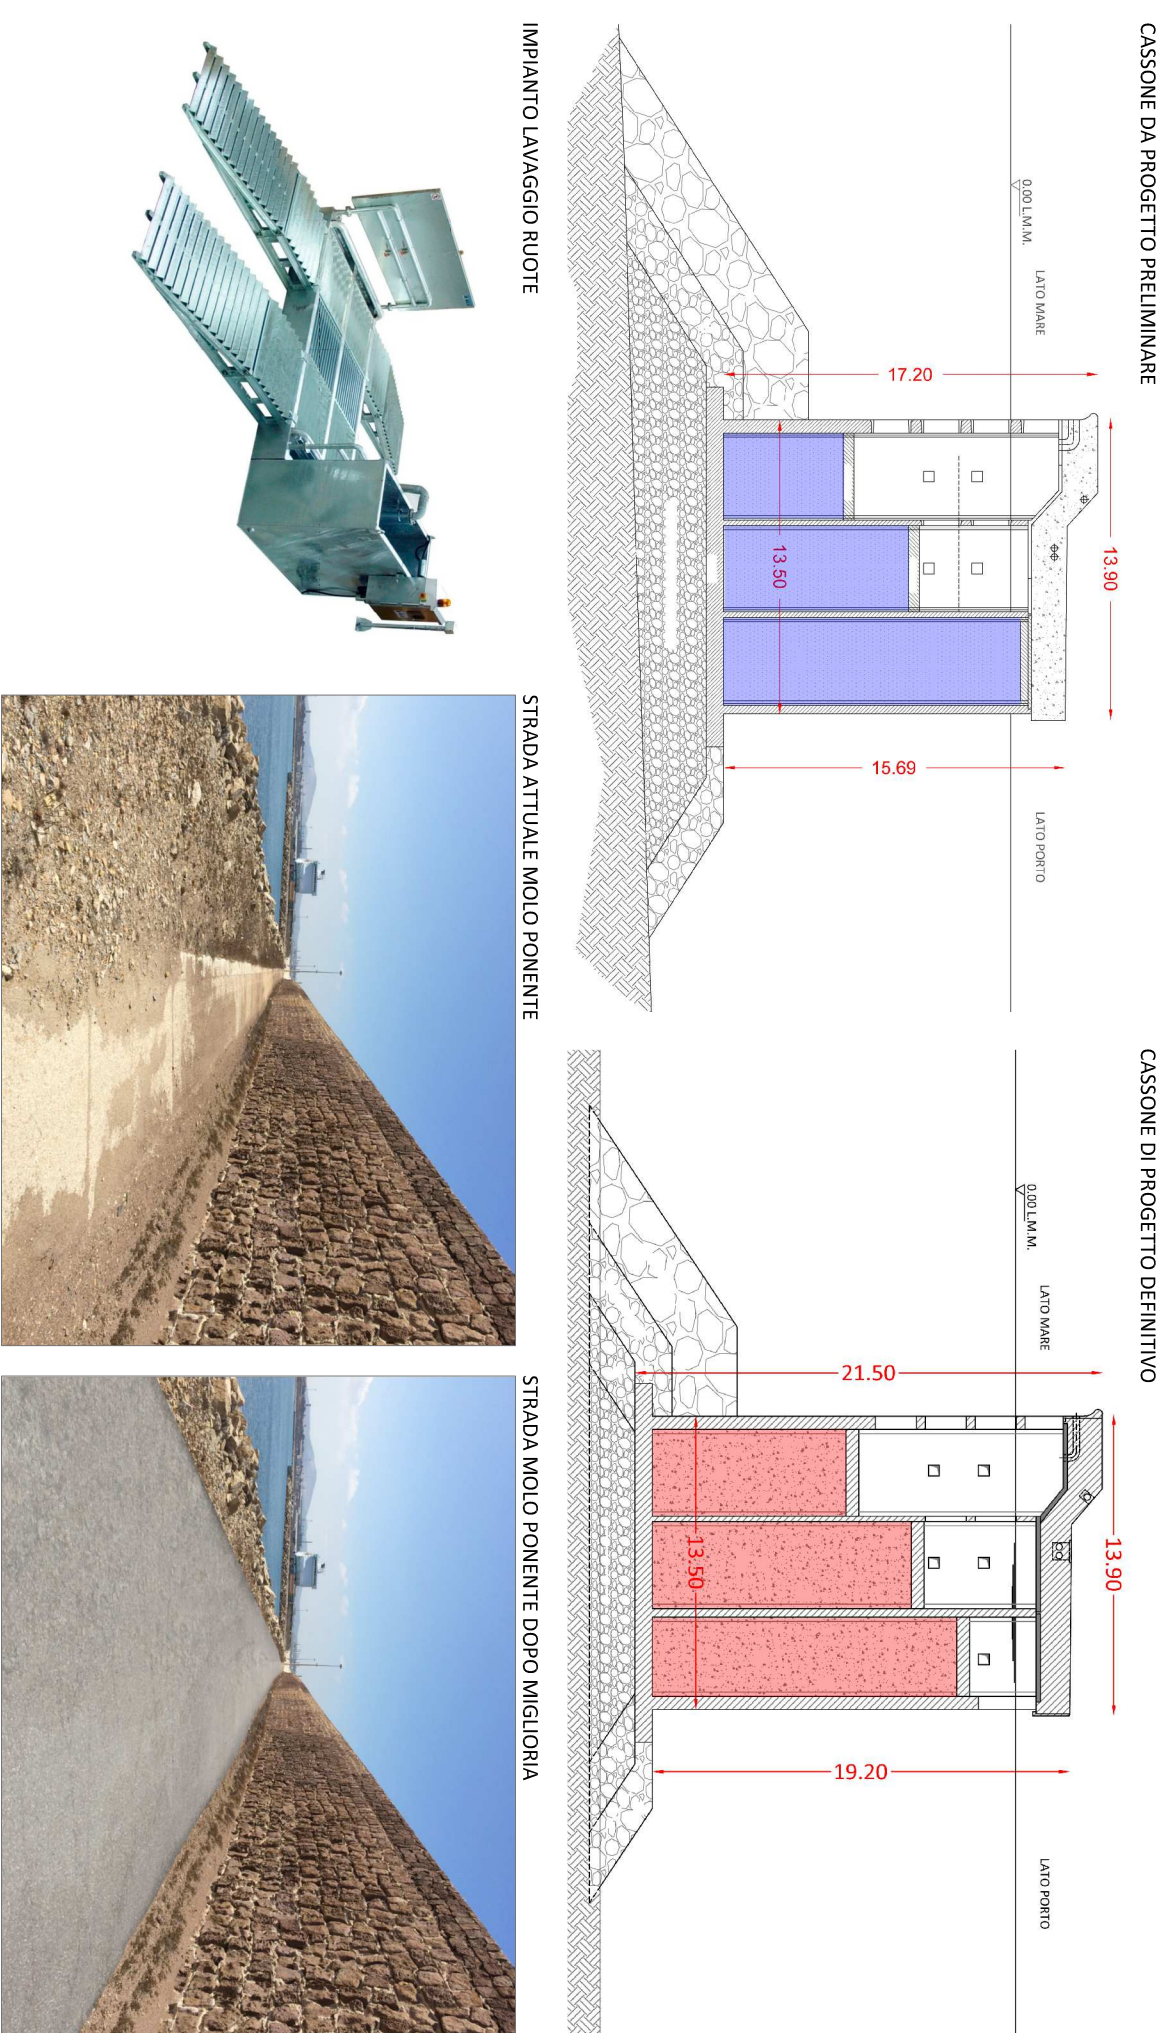 CASSONE DA PROGETTO PRELIMINARE
0.00 L.M.M.
LATO MARE
17.20
13.90
13.50
15.69
LATO PORTO
CASSONE DI PROGETTO DEFINITIVO
0.00 L.M.M.
LATO MARE
21.50
13.90
13.50
19.20
LATO PORTO
IMPIANTO LAVAGGIO RUOTE
STRADA ATTUALE MOLO PONENTE
STRADA MOLO PONENTE DOPO MIGLIORIA